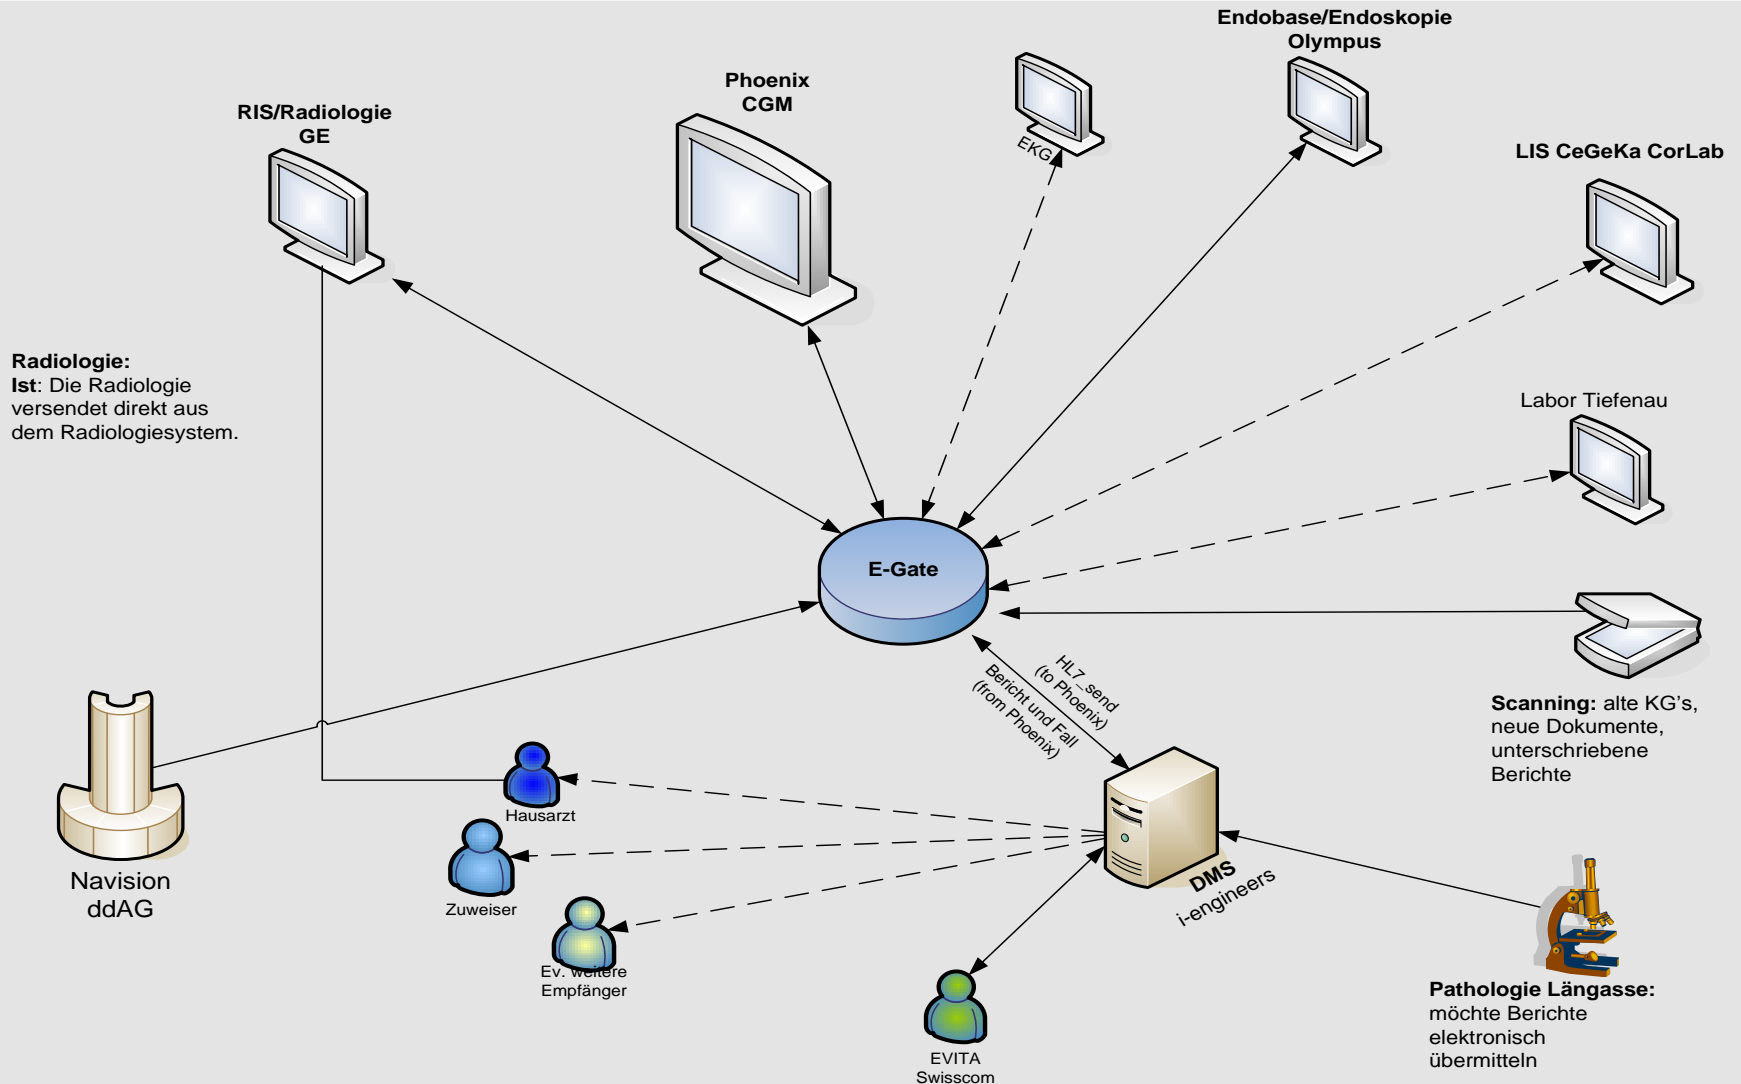 Endobase/Endoskopie
Olympus
Phoenix
CGM
RIS/Radiologie
GE
EKG
LIS CeGeKa CorLab
Radiologie:
Ist: Die Radiologie
versendet direkt aus
dem Radiologiesystem.
Labor Tiefenau
E-Gate
HL7_send
(to Phoenix)
Bericht und Fall
(from Phoenix)
Scanning: alte KG's,
neue Dokumente,
unterschriebene
Berichte
Hausarzt
Navision
ddAG
Zuweiser
DMS
i-engineers
Ev. weitere
Empfänger
Pathologie Längasse:
möchte Berichte
elektronisch
übermitteln
EVITA
Swisscom